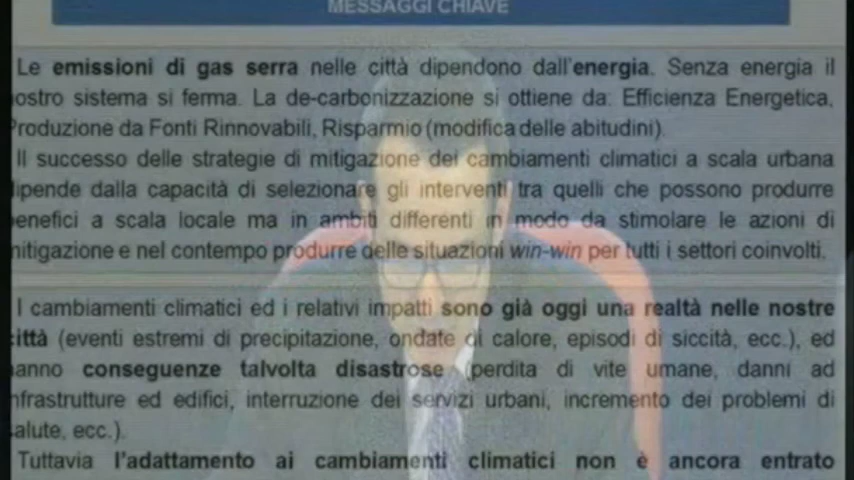 MESSAGGI CHIAVE
Le emissioni di gas serra nelle città dipendono dall'energia. Senza energia il
ostro sistema si ferma. La de-carbonizzazione si ottiene da: Efficienza Energetica,
Produzione da Fonti Rinnovabili, Risparmio (modifica delle abitudini).
Il successo delle strategie di mitigazione dei cambiamenti climatici a scala urbana
dipende dalla capacità di selezionare gli interventi tra quelli che possono produrre
enefici a scala locale ma in ambiti differenti in modo da stimolare le azioni di
mitigazione e nel contempo produrre delle situazioni win-win per tutti i settori coinvolti.
I cambiamenti climatici ed i relativi impatti sono già oggi una realtà nelle nostre
città (eventi estremi di precipitazione, ondate di calore, episodi di siccità, ecc.), ed
anno conseguenze talvolta disastrose (perdita di vite umane, danni ad
nfrastrutture ed edifici, interruzione dei servizi urbani, incremento dei problemi di
alute, ecc.).
Tuttavia l'adattamento ai cambiamenti climatici non è ancora entrato